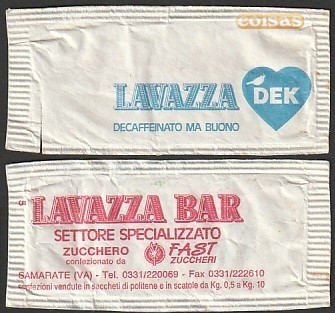 coisas
LAVAZZA
DEK
DECAFFEINATO MA BUONO
5
LAVAZZA BAR
SETTORE SPECIALIZZATO
ZUCCHERO FAST
confezionato da ZUCCHERI
SAMARATE (VA) - Tel. 0331/220069 - Fax 0331/222610
confezioni vendute in sacchetti di politene o in scatole da Kg. 0,5 a Kg. 10